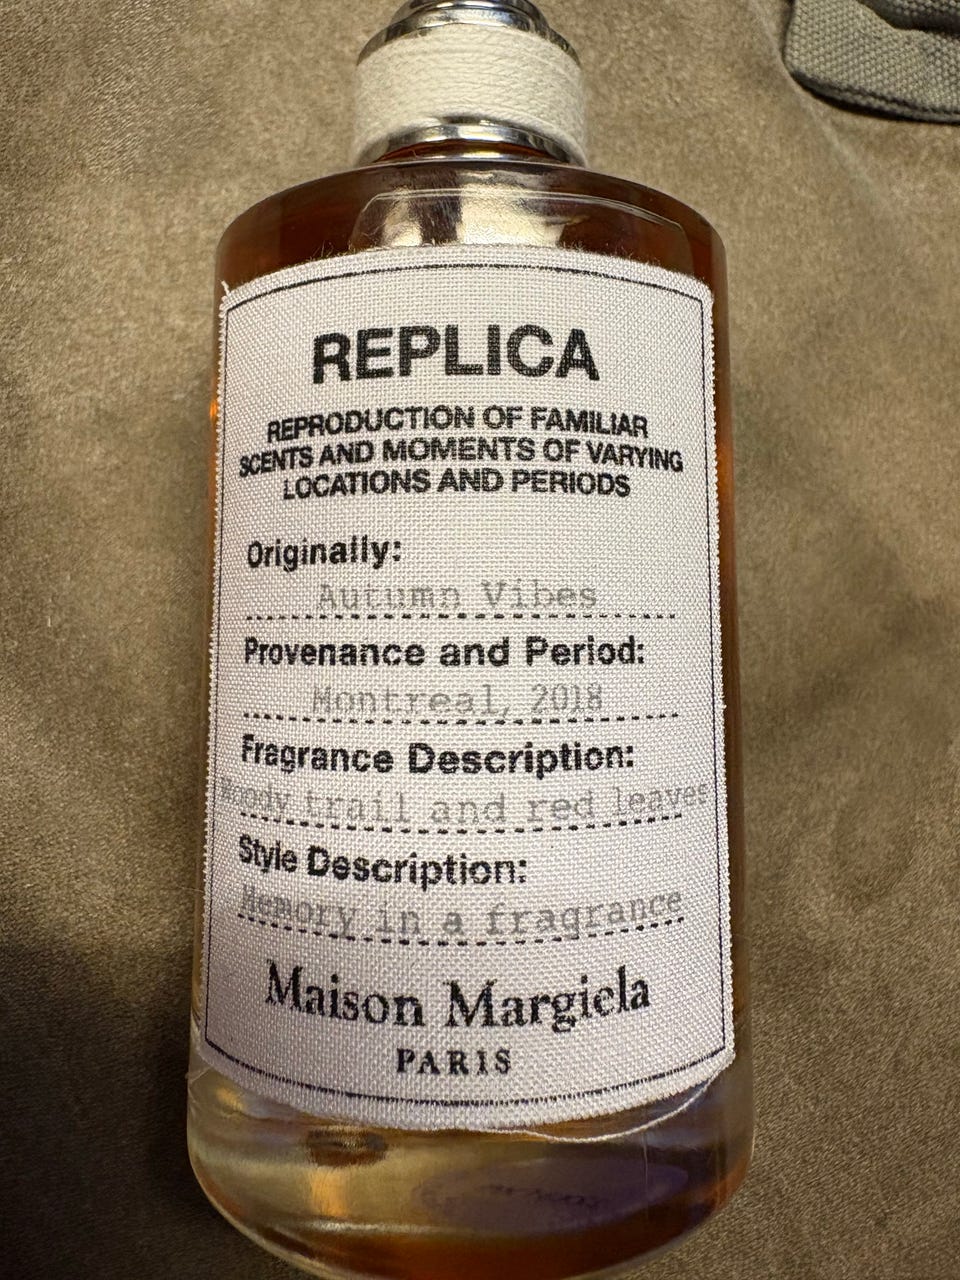 REPLICA
REPRODUCTION OF FAMILIAR
SCENTS AND MOMENTS OF VARYING
LOCATIONS AND PERIODS
Originally:
Autumn Vibes
Provenance and Period:
Montreal, 2018
Fragrance Description:
Woody trail and red leaves
Style Description:
Memory in a fragrance
Maison Margiela
PARIS